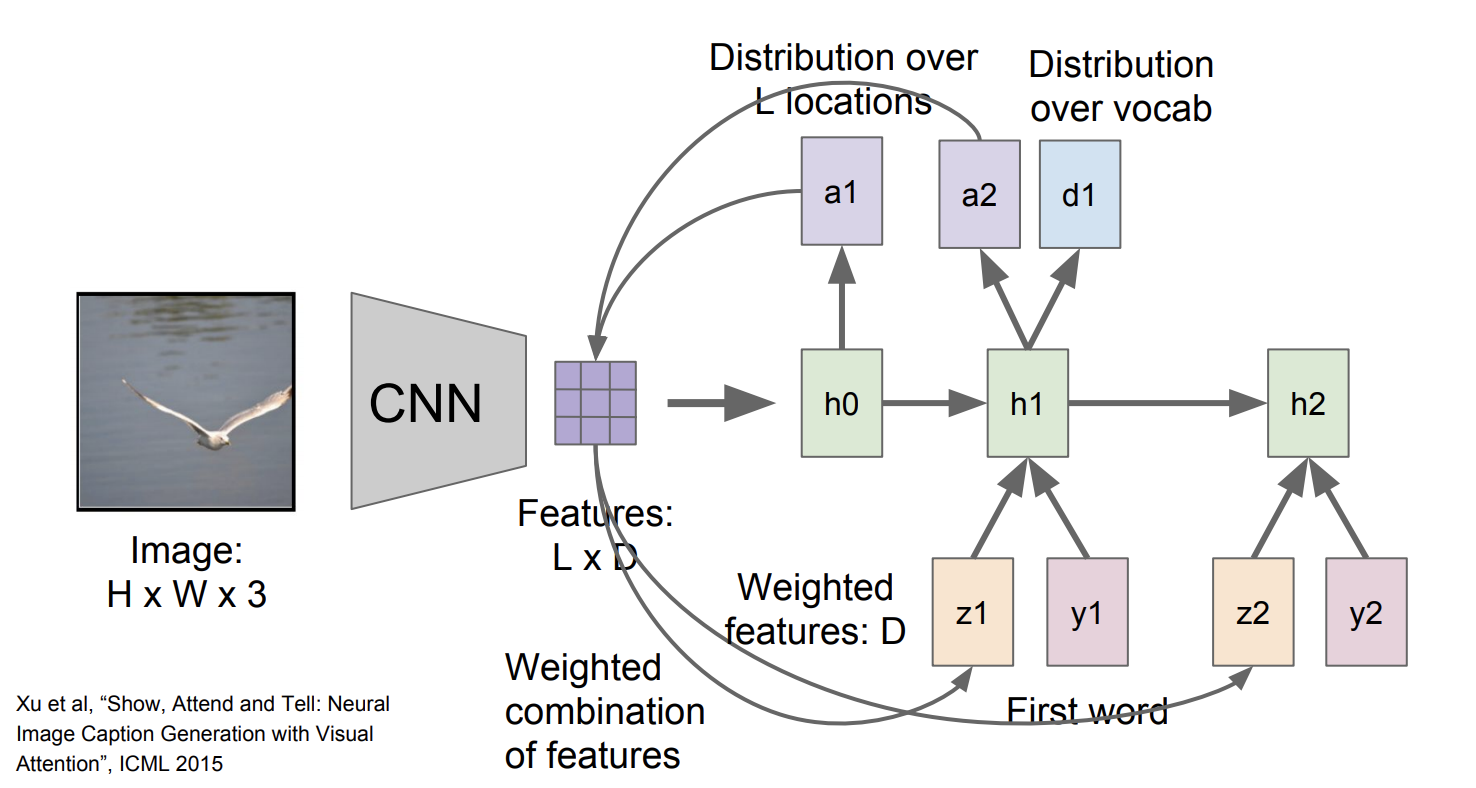 Distribution over
L locations
Distribution
over vocab
a1
a2
d1
CNN
h0
h1
h2
Image:
H x W x 3
Features:
L x D
Weighted
features: D
z1
y1
z2
y2
Weighted
combination
of features
First word
Xu et al, “Show, Attend and Tell: Neural
Image Caption Generation with Visual
Attention”, ICML 2015